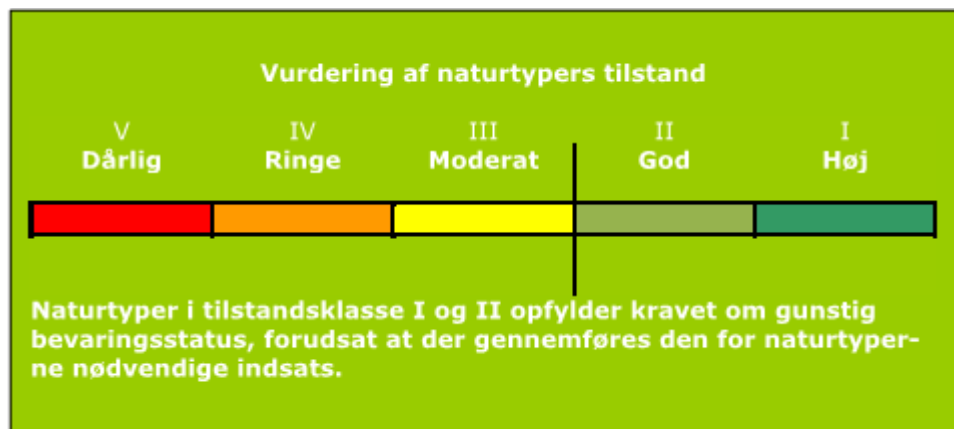 Vurdering af naturtypers tilstand
V IV III II I
Dårlig Ringe Moderat God Høj
Naturtyper i tilstandsklasse I og II opfylder kravet om gunstig
bevaringsstatus, forudsat at der gennemføres den for naturtyper-
ne nødvendige indsats.